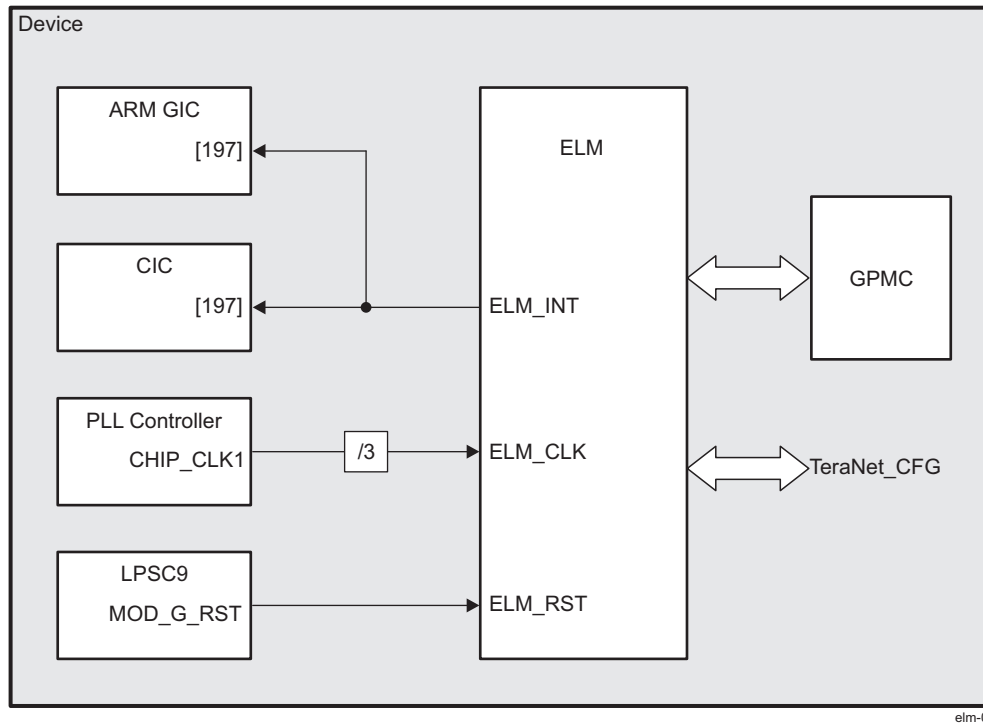 Device
ARM GIC
[197]
ELM
CIC
[197]
ELM_INT
GPMC
PLL Controller
CHIP_CLK1
/3
ELM_CLK
TeraNet_CFG
LPSC9
MOD_G_RST
ELM_RST